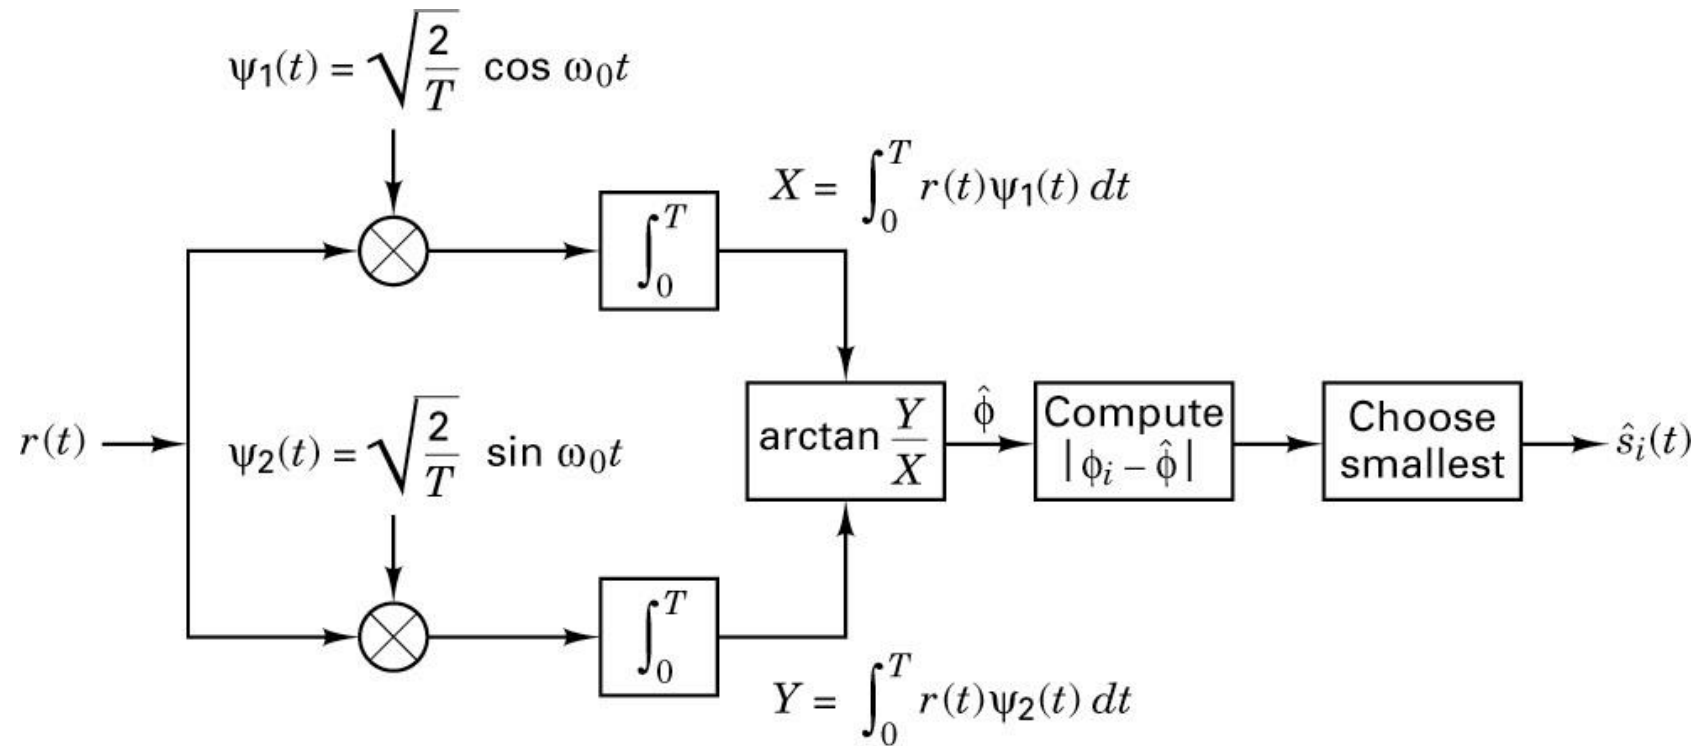 ψ₁(t) = √(2/T) cos ω₀t
X = ∫₀ᵀ r(t)ψ₁(t) dt
∫₀ᵀ
r(t)
ψ₂(t) = √(2/T) sin ω₀t
arctan Y/X
ϕ̂
Compute
|ϕᵢ − ϕ̂|
Choose
smallest
ŝᵢ(t)
∫₀ᵀ
Y = ∫₀ᵀ r(t)ψ₂(t) dt